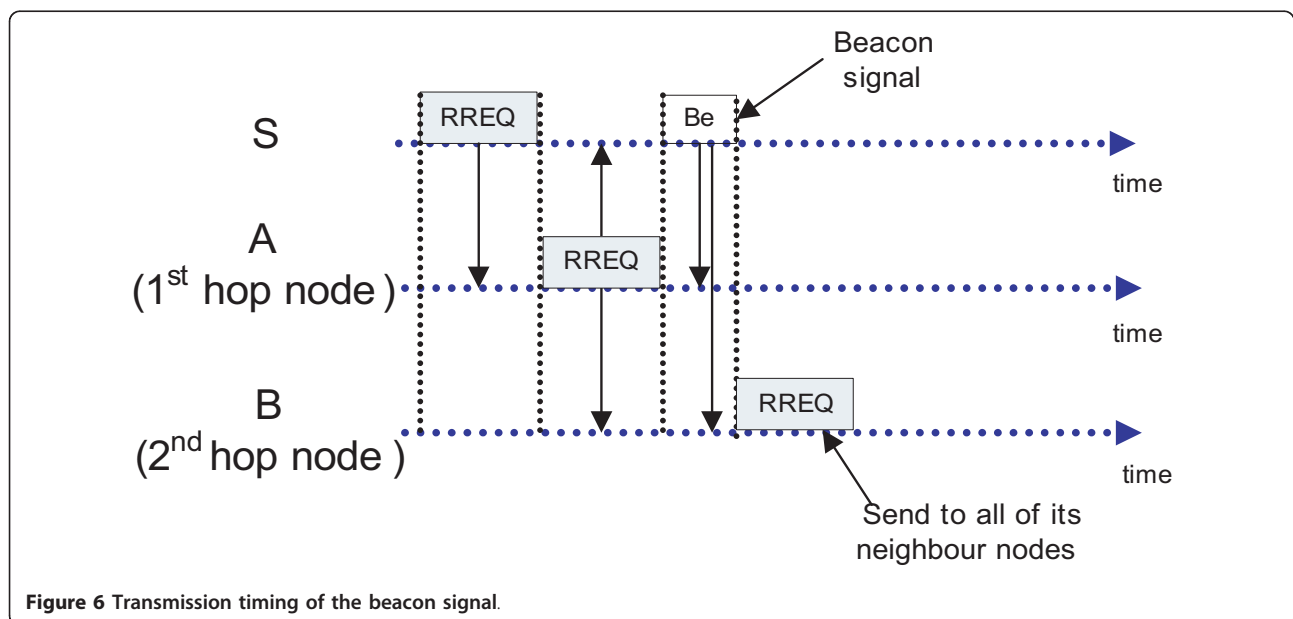 Beacon
signal
S
RREQ
Be
time
A
(1st hop node )
RREQ
time
B
(2nd hop node )
RREQ
time
Send to all of its
neighbour nodes
Figure 6 Transmission timing of the beacon signal.